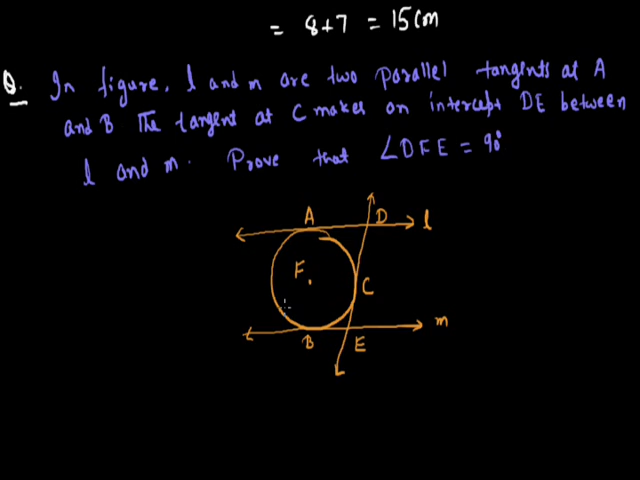 = 8+7 = 15cm
Q. In figure, l and m are two parallel tangents at A
and B The tangent at C makes an intercept DE between
l and m. Prove that ∠DFE = 90°
A D l
F. C
B E m